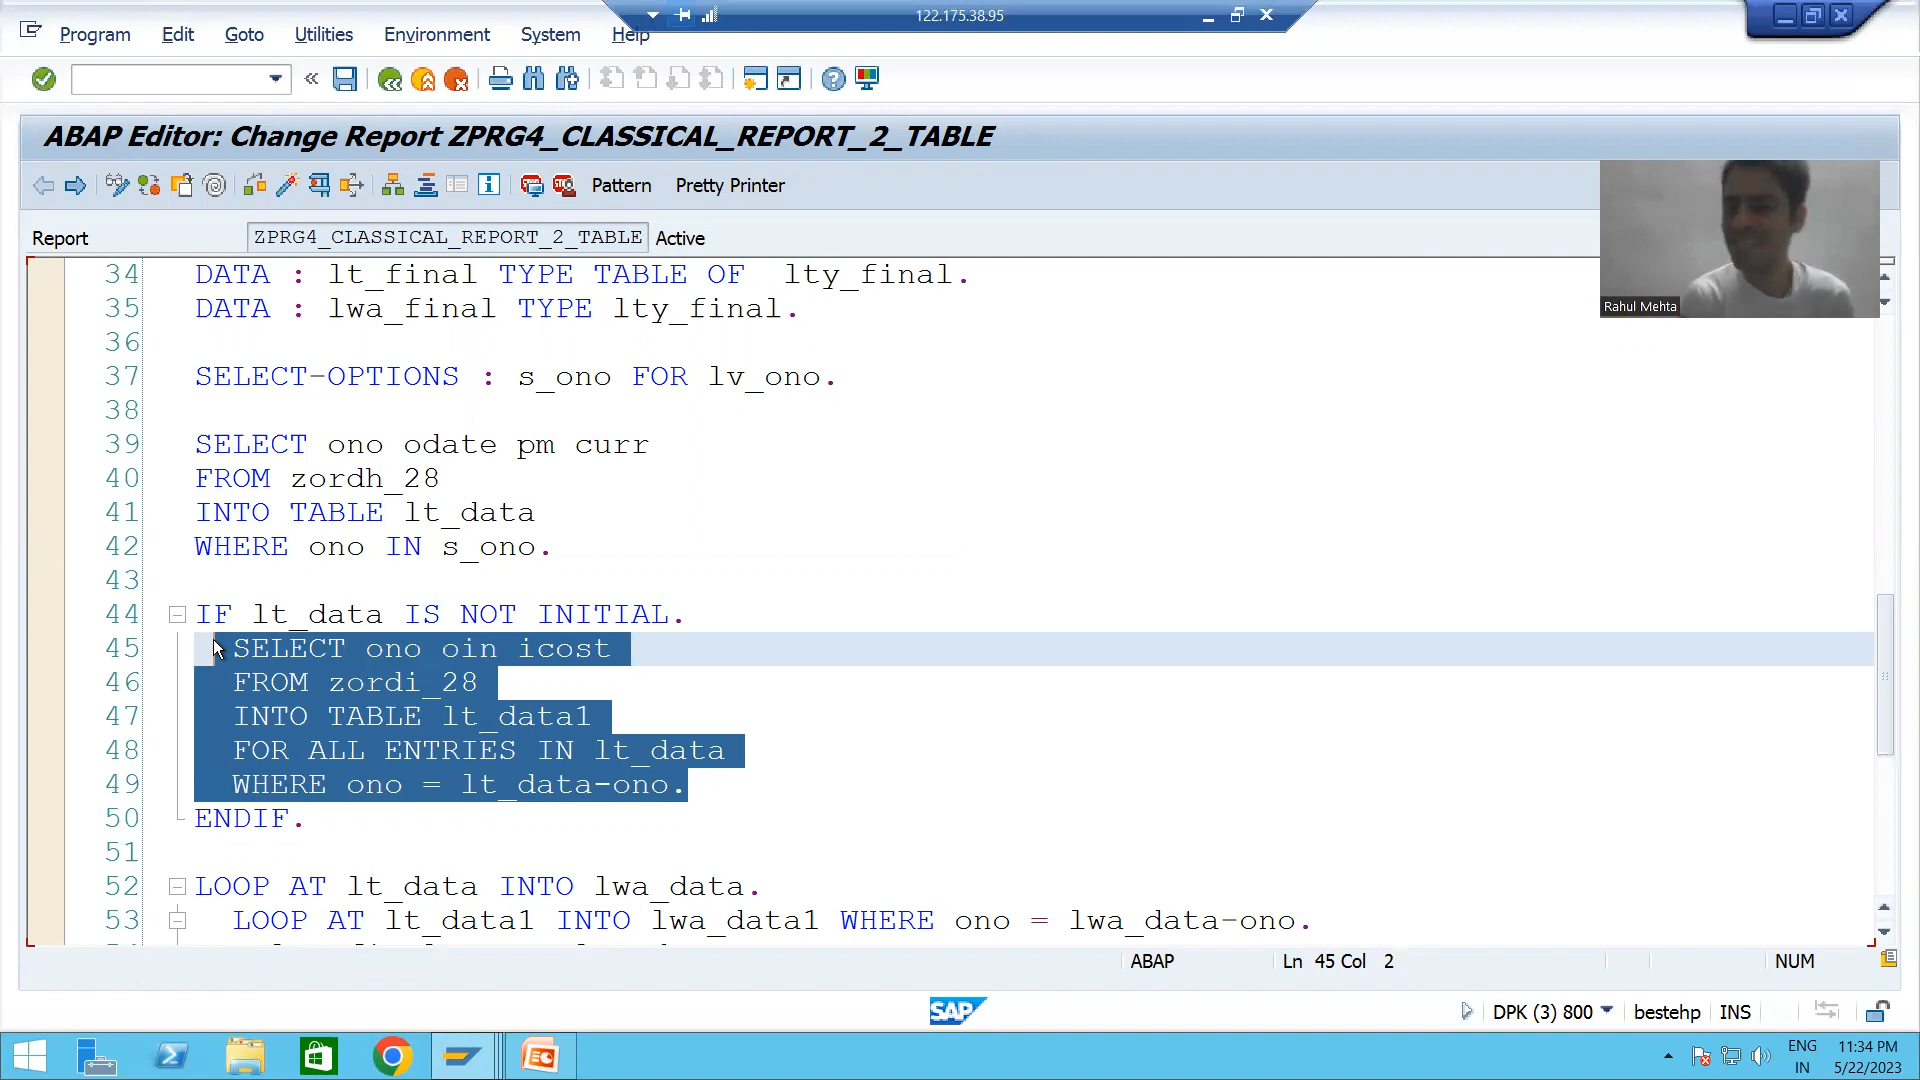 122.175.38.95
Program Edit Goto Utilities Environment System Help
ABAP Editor: Change Report ZPRG4_CLASSICAL_REPORT_2_TABLE
Pattern Pretty Printer
Report ZPRG4_CLASSICAL_REPORT_2_TABLE Active
Rahul Mehta
34 DATA : lt_final TYPE TABLE OF lty_final.
35 DATA : lwa_final TYPE lty_final.
36
37 SELECT-OPTIONS : s_ono FOR lv_ono.
38
39 SELECT ono odate pm curr
40 FROM zordh_28
41 INTO TABLE lt_data
42 WHERE ono IN s_ono.
43
44 IF lt_data IS NOT INITIAL.
45 SELECT ono oin icost
46 FROM zordi_28
47 INTO TABLE lt_data1
48 FOR ALL ENTRIES IN lt_data
49 WHERE ono = lt_data-ono.
50 ENDIF.
51
52 LOOP AT lt_data INTO lwa_data.
53 LOOP AT lt_data1 INTO lwa_data1 WHERE ono = lwa_data-ono.
ABAP Ln 45 Col 2 NUM
SAP DPK (3) 800 bestehp INS
ENG 11:34 PM
IN 5/22/2023